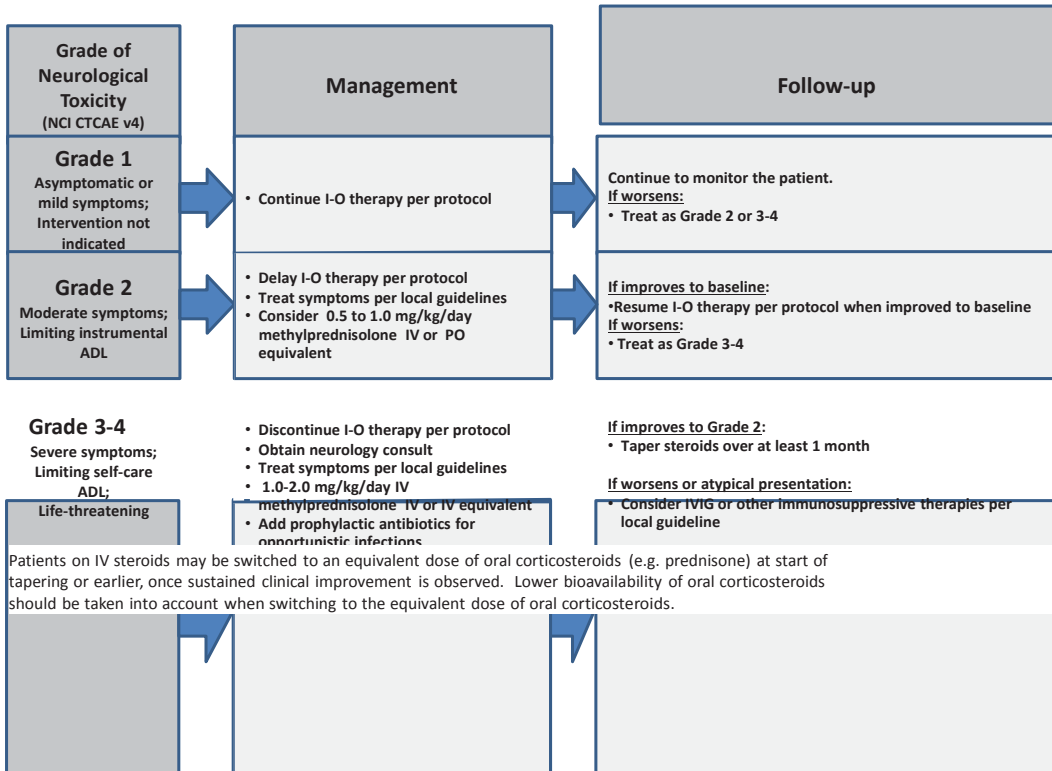 Grade of
Neurological
Toxicity
(NCI CTCAE v4)
Management
Follow-up
Grade 1
Asymptomatic or
mild symptoms;
Intervention not
indicated
• Continue I-O therapy per protocol
Continue to monitor the patient.
If worsens:
• Treat as Grade 2 or 3-4
Grade 2
Moderate symptoms;
Limiting instrumental
ADL
• Delay I-O therapy per protocol
• Treat symptoms per local guidelines
• Consider 0.5 to 1.0 mg/kg/day
methylprednisolone IV or PO
equivalent
If improves to baseline:
•Resume I-O therapy per protocol when improved to baseline
If worsens:
• Treat as Grade 3-4
Grade 3-4
Severe symptoms;
Limiting self-care
ADL;
Life-threatening
• Discontinue I-O therapy per protocol
• Obtain neurology consult
• Treat symptoms per local guidelines
• 1.0-2.0 mg/kg/day IV
methylprednisolone IV or IV equivalent
• Add prophylactic antibiotics for
opportunistic infections
If improves to Grade 2:
• Taper steroids over at least 1 month
If worsens or atypical presentation:
• Consider IVIG or other immunosuppressive therapies per
local guideline
Patients on IV steroids may be switched to an equivalent dose of oral corticosteroids (e.g. prednisone) at start of
tapering or earlier, once sustained clinical improvement is observed. Lower bioavailability of oral corticosteroids
should be taken into account when switching to the equivalent dose of oral corticosteroids.